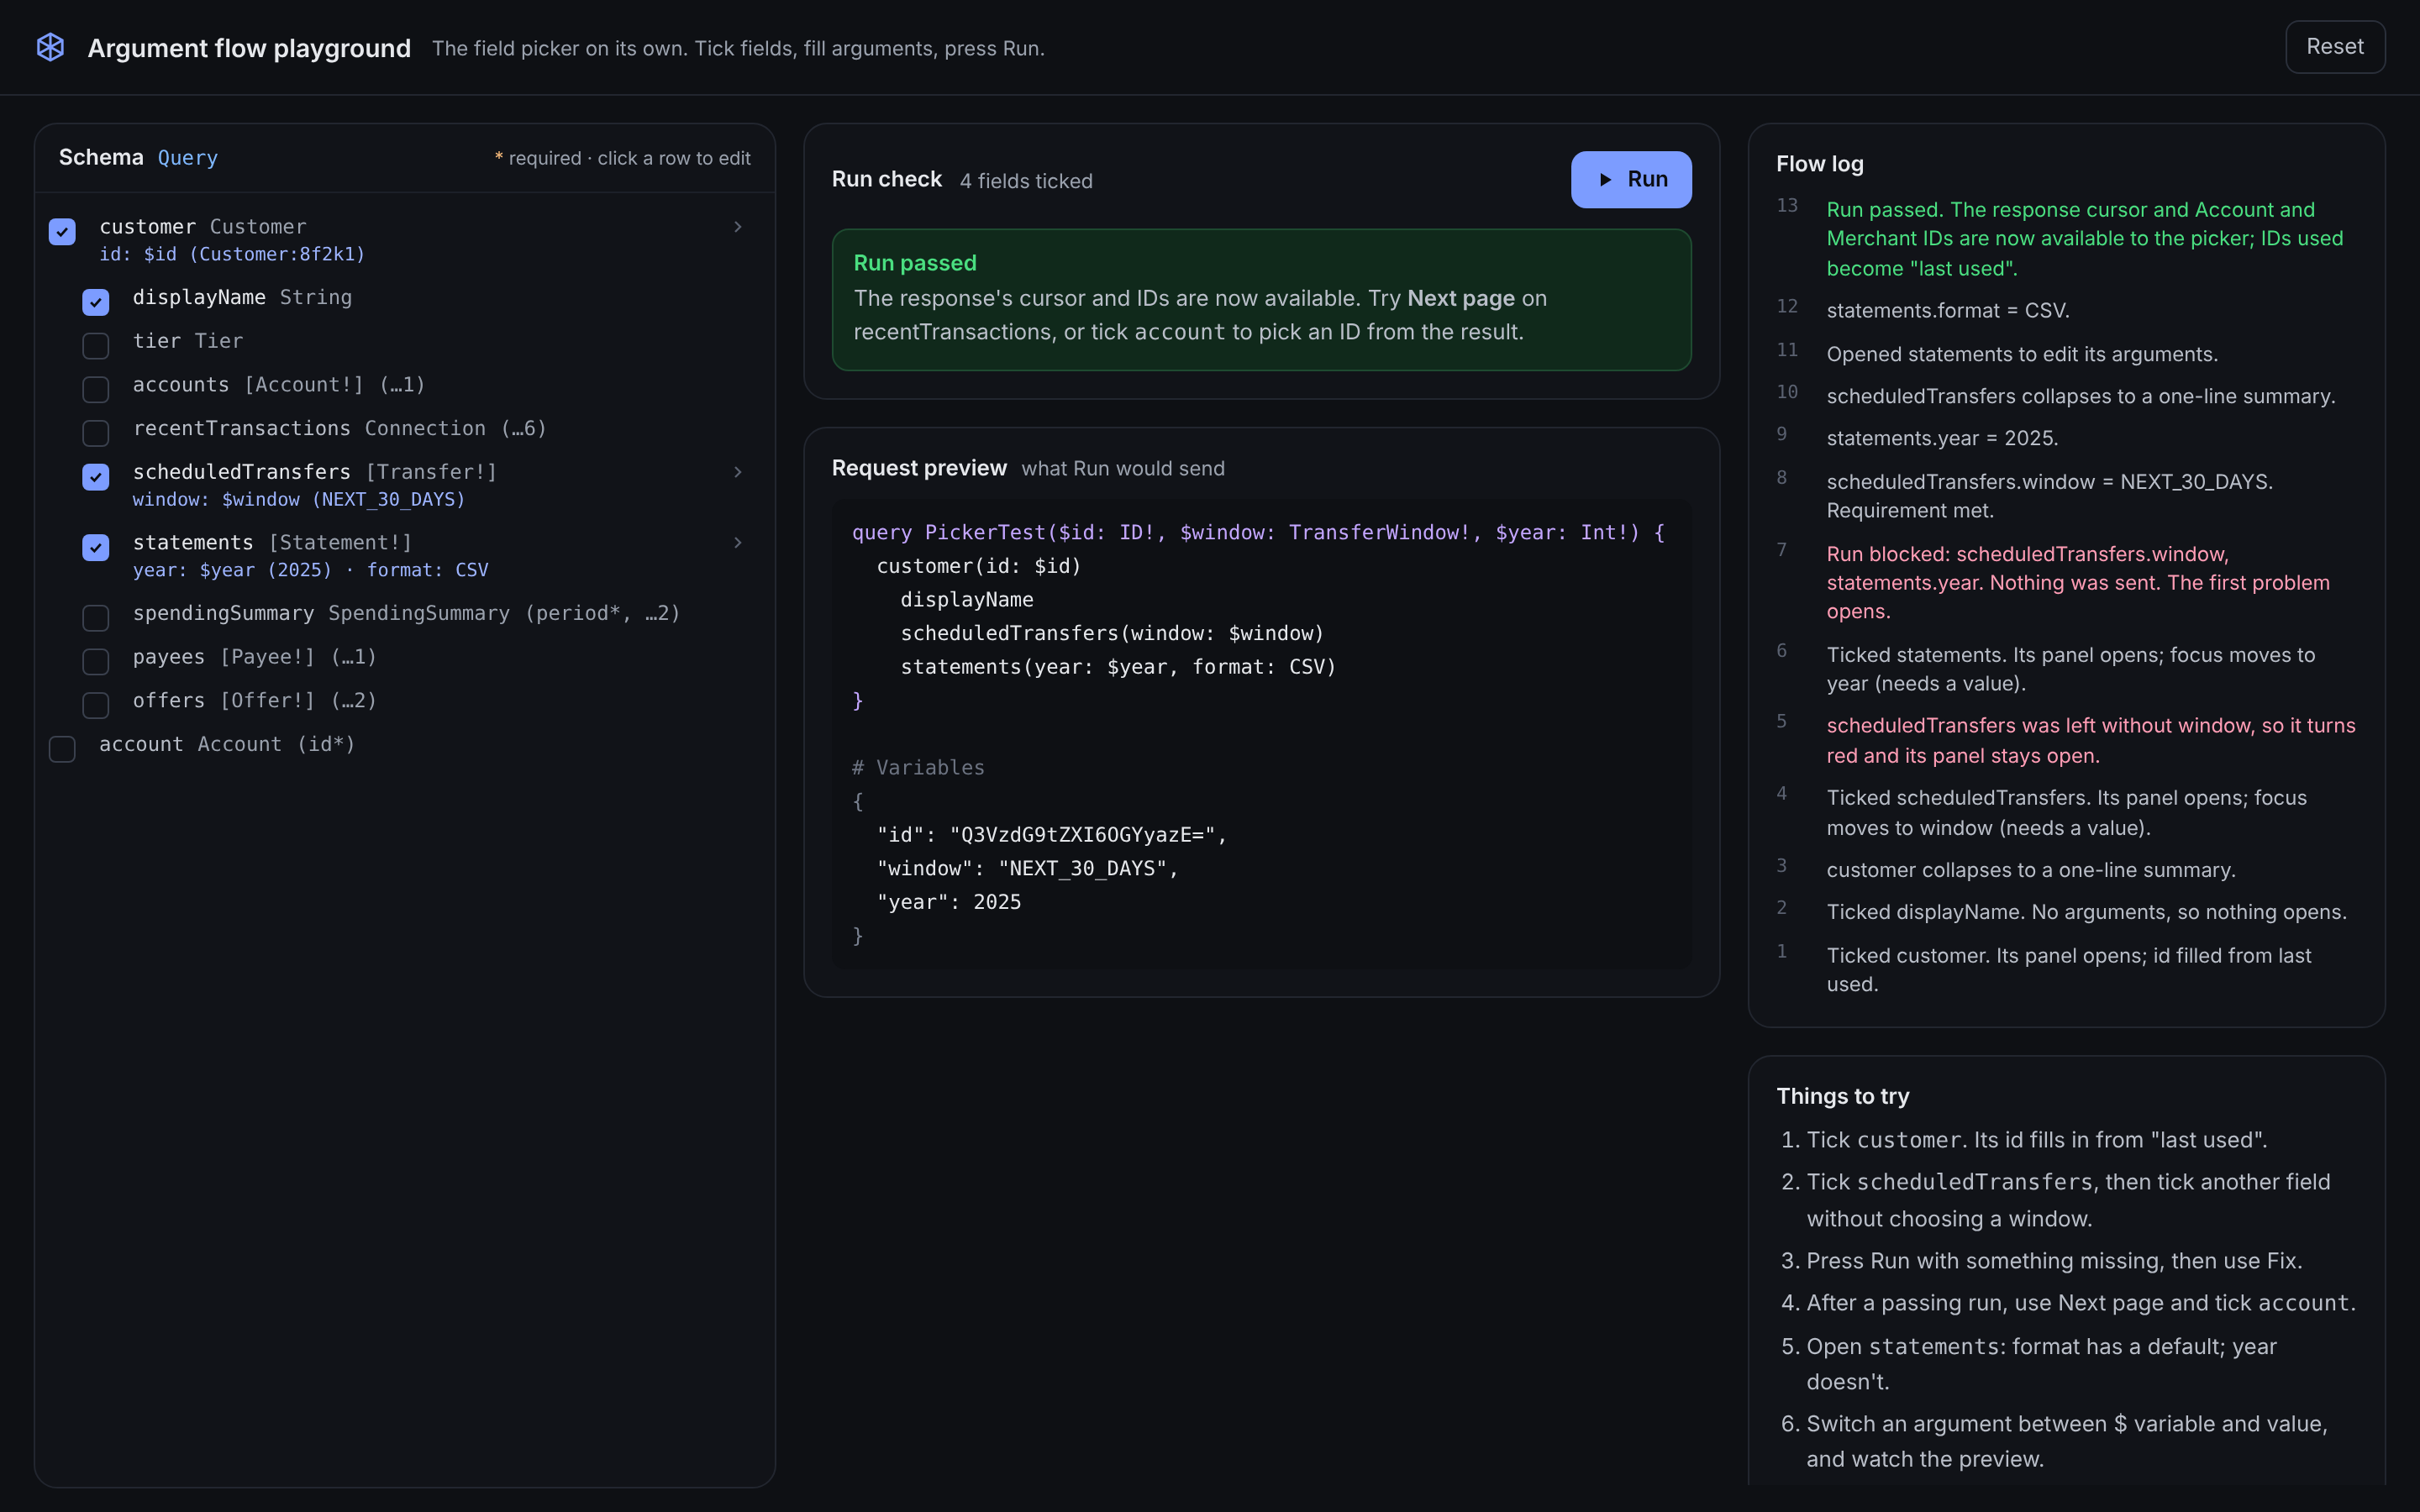 Argument flow playground The field picker on its own. Tick fields, fill arguments, press Run.
Reset
Schema Query * required · click a row to edit
customer Customer
id: $id (Customer:8f2k1)
displayName String
tier Tier
accounts [Account!] (…1)
recentTransactions Connection (…6)
scheduledTransfers [Transfer!]
window: $window (NEXT_30_DAYS)
statements [Statement!]
year: $year (2025) · format: CSV
spendingSummary SpendingSummary (period*, …2)
payees [Payee!] (…1)
offers [Offer!] (…2)
account Account (id*)
Run check 4 fields ticked
Run
Run passed
The response's cursor and IDs are now available. Try Next page on
recentTransactions, or tick account to pick an ID from the result.
Request preview what Run would send
query PickerTest($id: ID!, $window: TransferWindow!, $year: Int!) {
customer(id: $id)
displayName
scheduledTransfers(window: $window)
statements(year: $year, format: CSV)
}
# Variables
{
"id": "Q3VzdG9tZXI6OGYyazE=",
"window": "NEXT_30_DAYS",
"year": 2025
}
Flow log
13 Run passed. The response cursor and Account and
Merchant IDs are now available to the picker; IDs used
become "last used".
12 statements.format = CSV.
11 Opened statements to edit its arguments.
10 scheduledTransfers collapses to a one-line summary.
9 statements.year = 2025.
8 scheduledTransfers.window = NEXT_30_DAYS.
Requirement met.
7 Run blocked: scheduledTransfers.window,
statements.year. Nothing was sent. The first problem
opens.
6 Ticked statements. Its panel opens; focus moves to
year (needs a value).
5 scheduledTransfers was left without window, so it turns
red and its panel stays open.
4 Ticked scheduledTransfers. Its panel opens; focus
moves to window (needs a value).
3 customer collapses to a one-line summary.
2 Ticked displayName. No arguments, so nothing opens.
1 Ticked customer. Its panel opens; id filled from last
used.
Things to try
1. Tick customer. Its id fills in from "last used".
2. Tick scheduledTransfers, then tick another field
without choosing a window.
3. Press Run with something missing, then use Fix.
4. After a passing run, use Next page and tick account.
5. Open statements: format has a default; year
doesn't.
6. Switch an argument between $ variable and value,
and watch the preview.